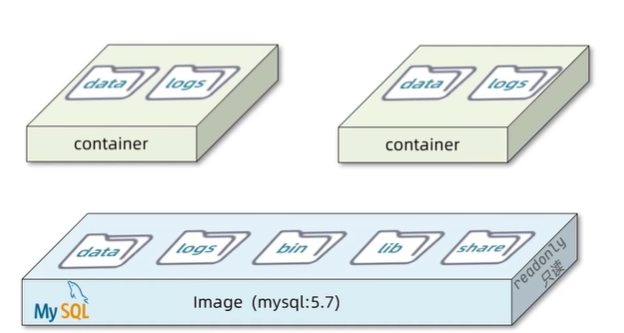 data logs
container
data logs
container
data logs bin lib share
readonly
只读
MySQL
Image (mysql:5.7)